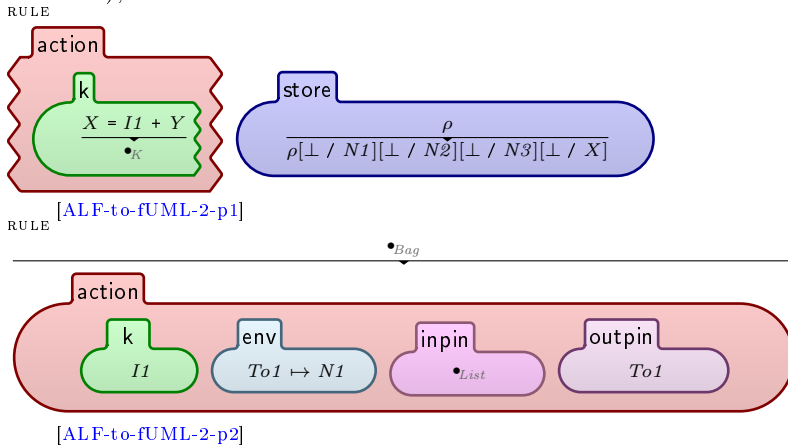 RULE
action
k
store
X = I1 + Y
•K
ρ
ρ[⊥ / N1][⊥ / N2][⊥ / N3][⊥ / X]
[ALF-to-fUML-2-p1]
RULE
•Bag
action
k
env
inpin
outpin
I1
To1 ↦ N1
•List
To1
[ALF-to-fUML-2-p2]